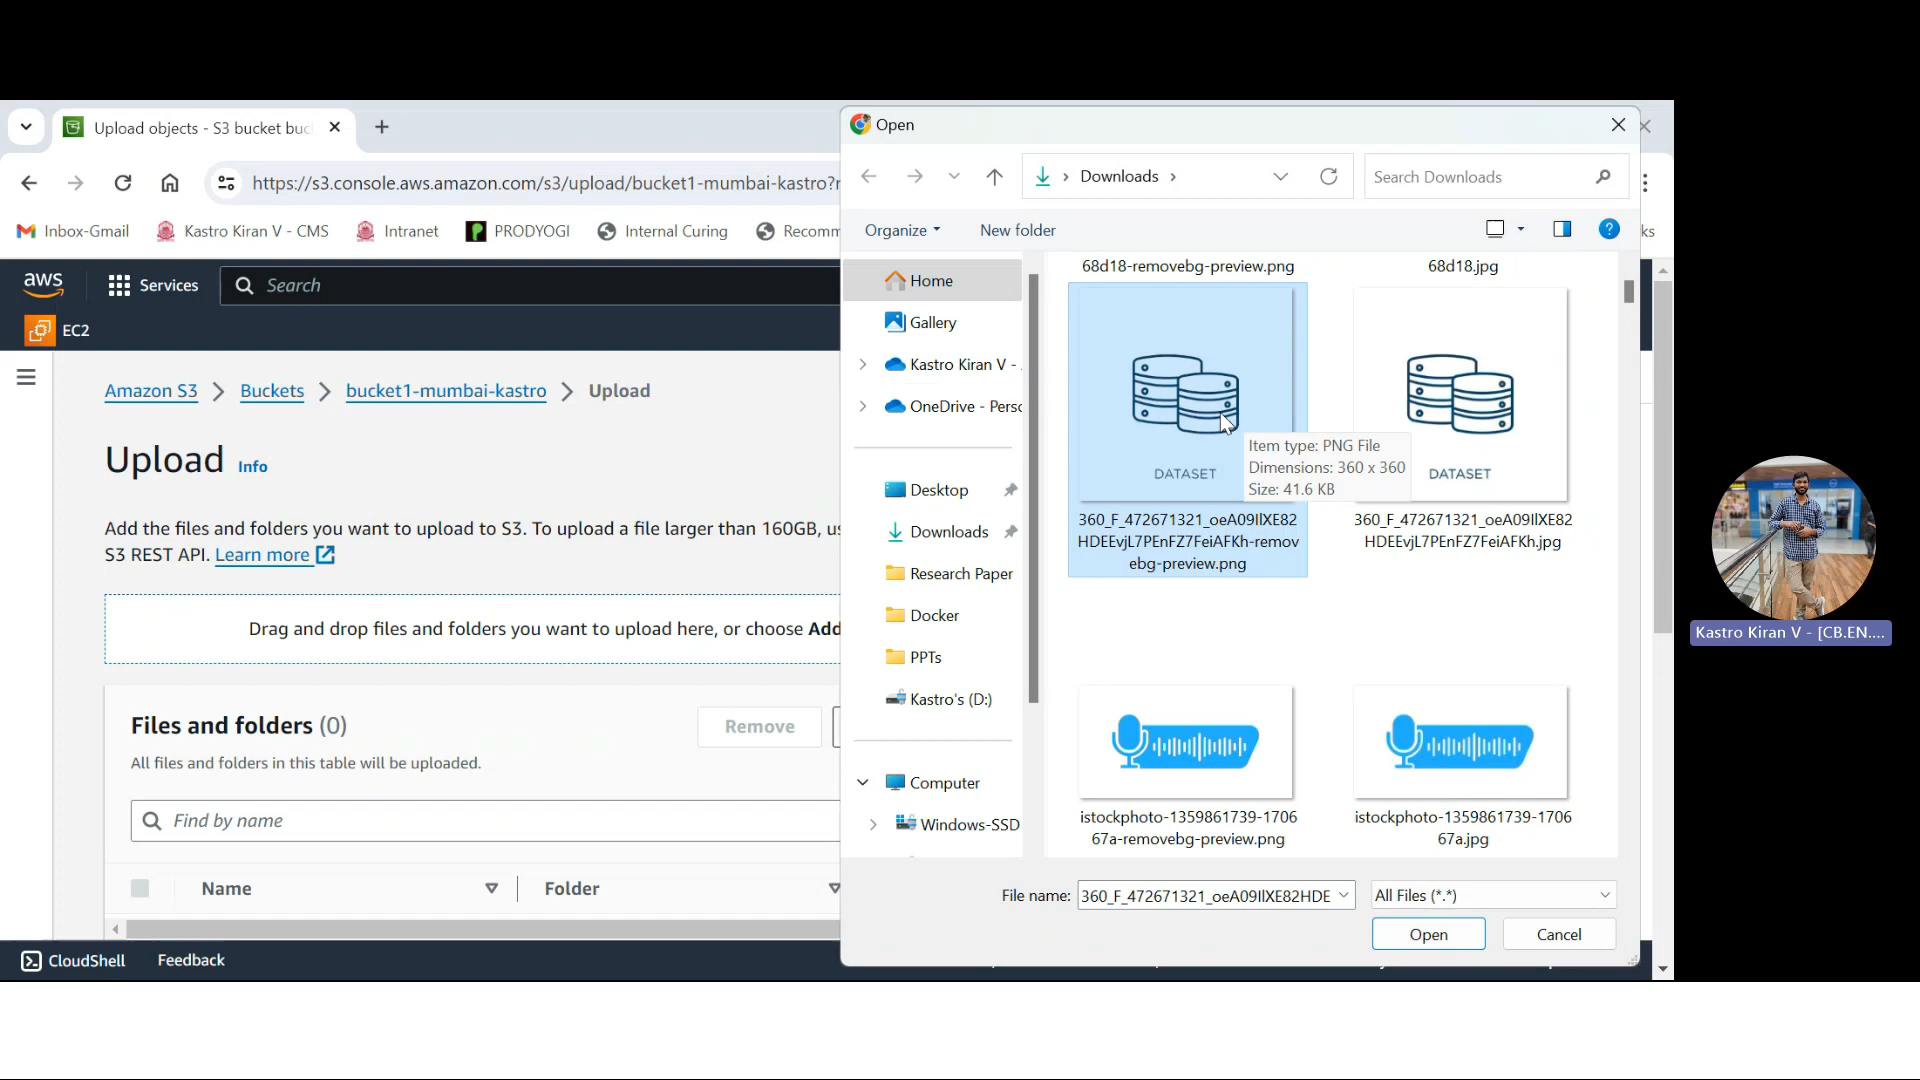 Upload objects - S3 bucket buc
https://s3.console.aws.amazon.com/s3/upload/bucket1-mumbai-kastro?r
Inbox-Gmail
Kastro Kiran V - CMS
Intranet
PRODYOGI
Internal Curing
Recomm
aws
Services
Search
EC2
Amazon S3
Buckets
bucket1-mumbai-kastro
Upload
Upload Info
Add the files and folders you want to upload to S3. To upload a file larger than 160GB, us
S3 REST API. Learn more
Drag and drop files and folders you want to upload here, or choose Add
Files and folders (0)
Remove
All files and folders in this table will be uploaded.
Find by name
Name
Folder
CloudShell
Feedback
Open
Downloads
Search Downloads
Organize
New folder
ks
Home
Gallery
Kastro Kiran V -
OneDrive - Perso
Desktop
Downloads
Research Paper
Docker
PPTs
Kastro's (D:)
Computer
Windows-SSD
68d18-removebg-preview.png
68d18.jpg
DATASET
DATASET
Item type: PNG File
Dimensions: 360 x 360
Size: 41.6 KB
360_F_472671321_oeA09IlXE82
HDEEvjL7PEnFZ7FeiAFKh-remov
ebg-preview.png
360_F_472671321_oeA09IlXE82
HDEEvjL7PEnFZ7FeiAFKh.jpg
istockphoto-1359861739-1706
67a-removebg-preview.png
istockphoto-1359861739-1706
67a.jpg
File name:
360_F_472671321_oeA09IlXE82HDE
All Files (*.*)
Open
Cancel
Kastro Kiran V - [CB.EN....